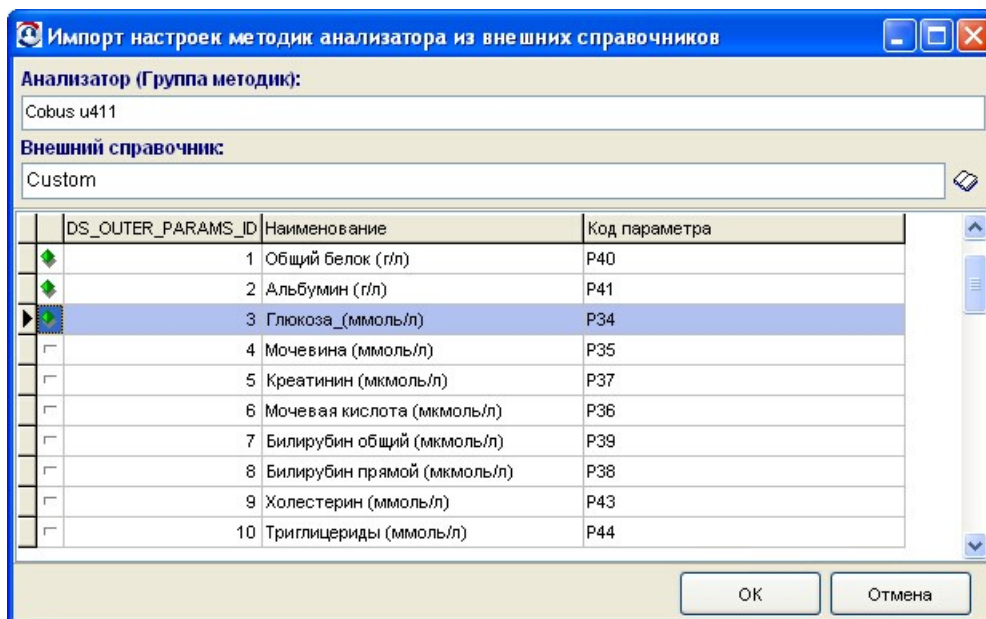 Импорт настроек методик анализатора из внешних справочников
Анализатор (Группа методик):
Cobus u411
Внешний справочник:
Custom
DS_OUTER_PARAMS_ID Наименование Код параметра
1 Общий белок (г/л) P40
2 Альбумин (г/л) P41
3 Глюкоза_(ммоль/л) P34
4 Мочевина (ммоль/л) P35
5 Креатинин (мкмоль/л) P37
6 Мочевая кислота (мкмоль/л) P36
7 Билирубин общий (мкмоль/л) P39
8 Билирубин прямой (мкмоль/л) P38
9 Холестерин (ммоль/л) P43
10 Триглицериды (ммоль/л) P44
ОК Отмена